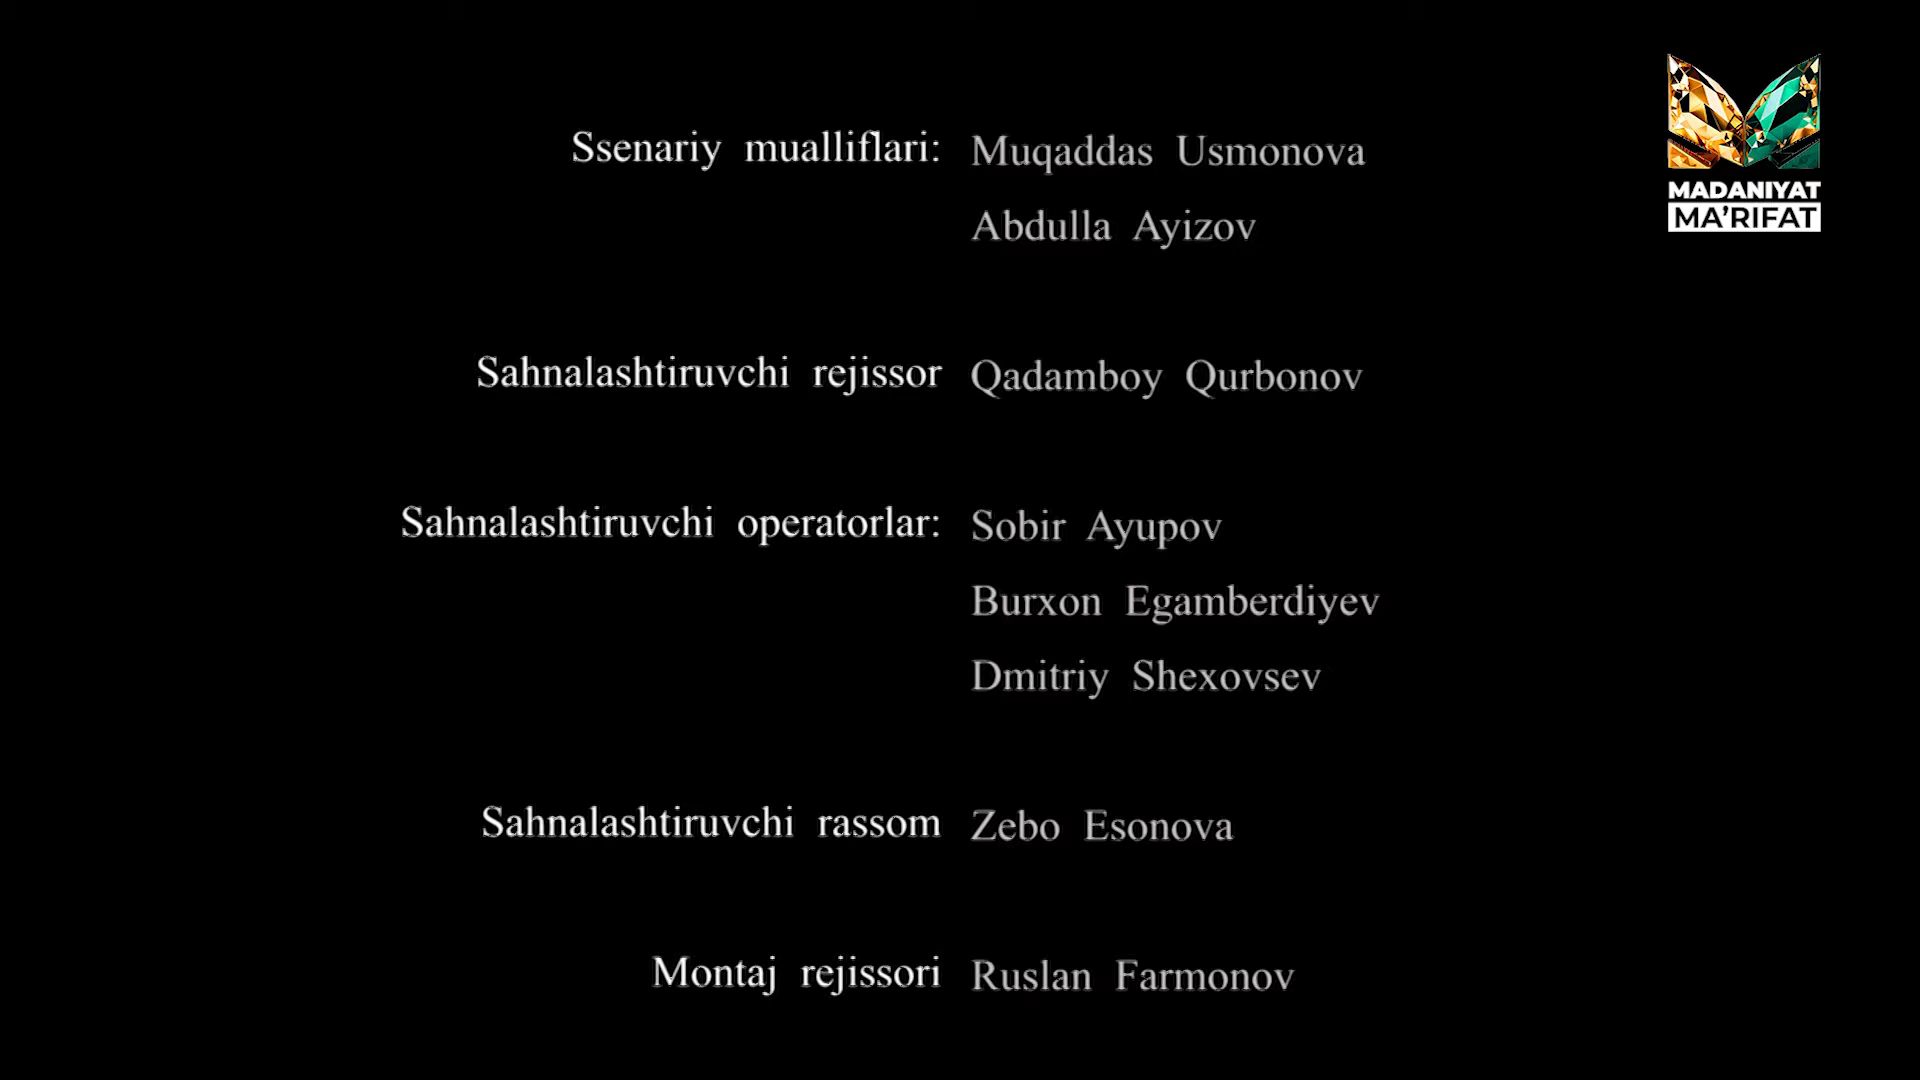 Ssenariy mualliflari: Muqaddas Usmonova
Abdulla Ayizov
Sahnalashtiruvchi rejissor Qadamboy Qurbonov
Sahnalashtiruvchi operatorlar: Sobir Ayupov
Burxon Egamberdiyev
Dmitriy Shexovsev
Sahnalashtiruvchi rassom Zebo Esonova
Montaj rejissori Ruslan Farmonov
MADANIYAT
MA’RIFAT